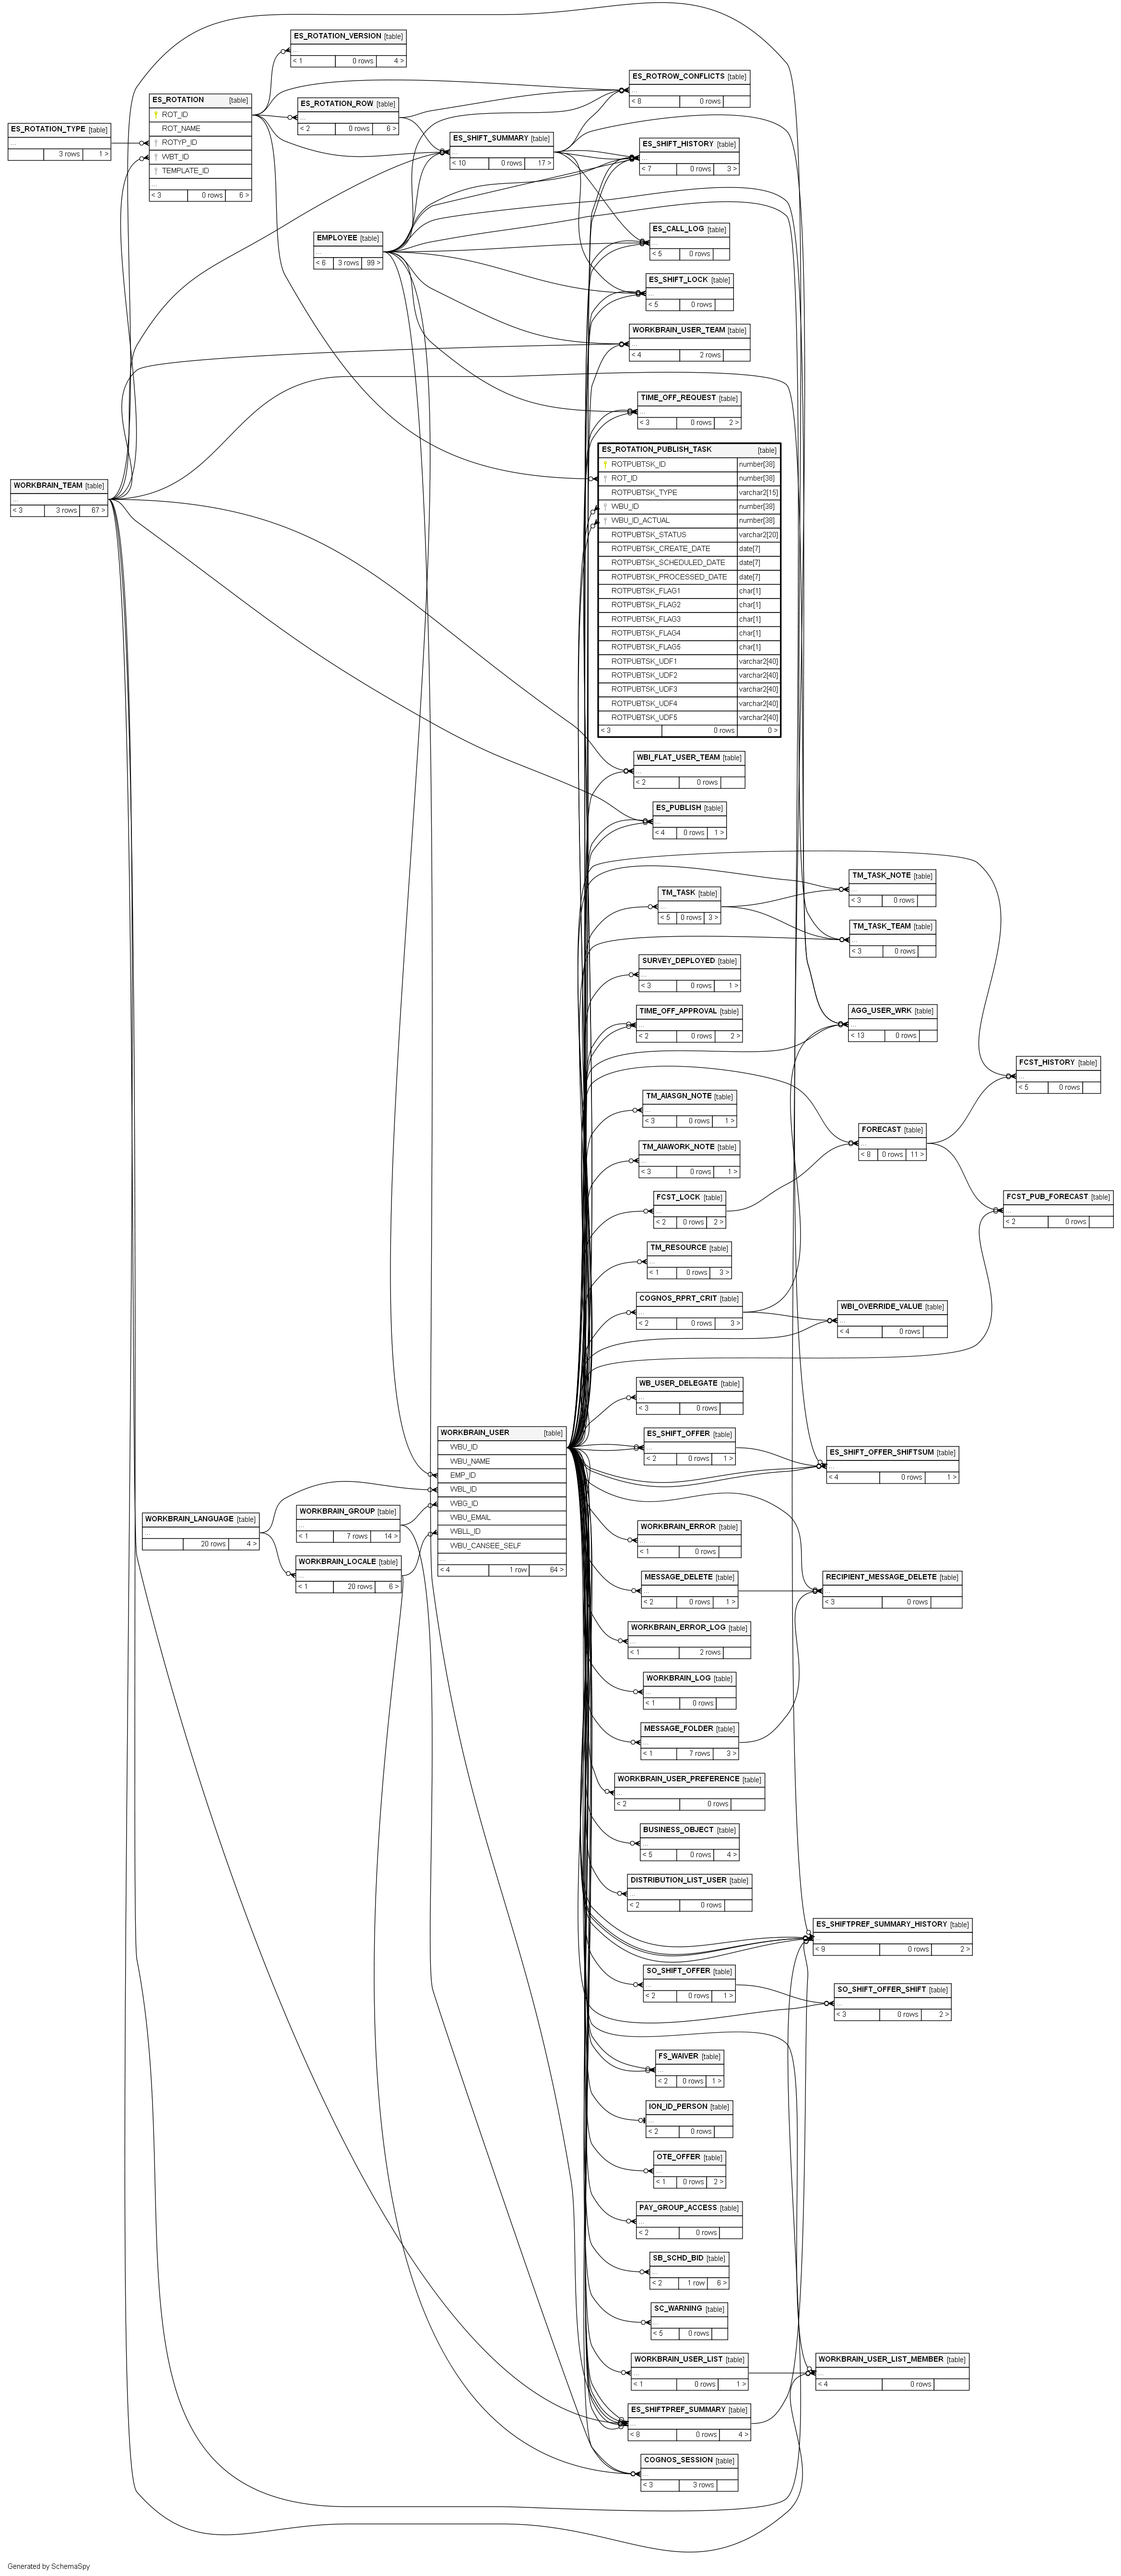 ES_ROTATION_VERSION [table]
...
< 1 0 rows 4 >
ES_ROTROW_CONFLICTS [table]
...
< 8 0 rows
ES_ROTATION [table]
ROT_ID
ROT_NAME
ROTYP_ID
WBT_ID
TEMPLATE_ID
...
< 3 0 rows 6 >
ES_ROTATION_ROW [table]
...
< 2 0 rows 6 >
ES_ROTATION_TYPE [table]
...
3 rows 1 >
ES_SHIFT_SUMMARY [table]
...
< 10 0 rows 17 >
ES_SHIFT_HISTORY [table]
...
< 7 0 rows 3 >
EMPLOYEE [table]
...
< 6 3 rows 99 >
ES_CALL_LOG [table]
...
< 5 0 rows
ES_SHIFT_LOCK [table]
...
< 5 0 rows
WORKBRAIN_USER_TEAM [table]
...
< 4 2 rows
TIME_OFF_REQUEST [table]
...
< 3 0 rows 2 >
WORKBRAIN_TEAM [table]
...
< 3 3 rows 67 >
ES_ROTATION_PUBLISH_TASK [table]
ROTPUBTSK_ID number[38]
ROT_ID number[38]
ROTPUBTSK_TYPE varchar2[15]
WBU_ID number[38]
WBU_ID_ACTUAL number[38]
ROTPUBTSK_STATUS varchar2[20]
ROTPUBTSK_CREATE_DATE date[7]
ROTPUBTSK_SCHEDULED_DATE date[7]
ROTPUBTSK_PROCESSED_DATE date[7]
ROTPUBTSK_FLAG1 char[1]
ROTPUBTSK_FLAG2 char[1]
ROTPUBTSK_FLAG3 char[1]
ROTPUBTSK_FLAG4 char[1]
ROTPUBTSK_FLAG5 char[1]
ROTPUBTSK_UDF1 varchar2[40]
ROTPUBTSK_UDF2 varchar2[40]
ROTPUBTSK_UDF3 varchar2[40]
ROTPUBTSK_UDF4 varchar2[40]
ROTPUBTSK_UDF5 varchar2[40]
< 3 0 rows 0 >
WBI_FLAT_USER_TEAM [table]
...
< 2 0 rows
ES_PUBLISH [table]
...
< 4 0 rows 1 >
TM_TASK_NOTE [table]
...
< 3 0 rows
TM_TASK [table]
...
< 5 0 rows 3 >
TM_TASK_TEAM [table]
...
< 3 0 rows
SURVEY_DEPLOYED [table]
...
< 3 0 rows 1 >
TIME_OFF_APPROVAL [table]
...
< 2 0 rows 2 >
AGG_USER_WRK [table]
...
< 13 0 rows
FCST_HISTORY [table]
...
< 5 0 rows
TM_AIASGN_NOTE [table]
...
< 3 0 rows 1 >
FORECAST [table]
...
< 8 0 rows 11 >
TM_AIAWORK_NOTE [table]
...
< 3 0 rows 1 >
FCST_LOCK [table]
...
< 2 0 rows 2 >
FCST_PUB_FORECAST [table]
...
< 2 0 rows
TM_RESOURCE [table]
...
< 1 0 rows 3 >
COGNOS_RPRT_CRIT [table]
...
< 2 0 rows 3 >
WBI_OVERRIDE_VALUE [table]
...
< 4 0 rows
WB_USER_DELEGATE [table]
...
< 3 0 rows
WORKBRAIN_USER [table]
WBU_ID
WBU_NAME
EMP_ID
WBL_ID
WBG_ID
WBU_EMAIL
WBLL_ID
WBU_CANSEE_SELF
...
< 4 1 row 64 >
ES_SHIFT_OFFER [table]
...
< 2 0 rows 1 >
ES_SHIFT_OFFER_SHIFTSUM [table]
...
< 4 0 rows 1 >
WORKBRAIN_LANGUAGE [table]
...
20 rows 4 >
WORKBRAIN_GROUP [table]
...
< 1 7 rows 14 >
WORKBRAIN_LOCALE [table]
...
< 1 20 rows 6 >
WORKBRAIN_ERROR [table]
...
< 1 0 rows
MESSAGE_DELETE [table]
...
< 2 0 rows 1 >
RECIPIENT_MESSAGE_DELETE [table]
...
< 3 0 rows
WORKBRAIN_ERROR_LOG [table]
...
< 1 2 rows
WORKBRAIN_LOG [table]
...
< 1 0 rows
MESSAGE_FOLDER [table]
...
< 1 7 rows 3 >
WORKBRAIN_USER_PREFERENCE [table]
...
< 2 0 rows
BUSINESS_OBJECT [table]
...
< 5 0 rows 4 >
DISTRIBUTION_LIST_USER [table]
...
< 2 0 rows
ES_SHIFTPREF_SUMMARY_HISTORY [table]
...
< 9 0 rows 2 >
SO_SHIFT_OFFER [table]
...
< 2 0 rows 1 >
SO_SHIFT_OFFER_SHIFT [table]
...
< 3 0 rows 2 >
FS_WAIVER [table]
...
< 2 0 rows 1 >
ION_ID_PERSON [table]
...
< 2 0 rows
OTE_OFFER [table]
...
< 1 0 rows 2 >
PAY_GROUP_ACCESS [table]
...
< 2 0 rows
SB_SCHD_BID [table]
...
< 2 1 row 6 >
SC_WARNING [table]
...
< 5 0 rows
WORKBRAIN_USER_LIST [table]
...
< 1 0 rows 1 >
WORKBRAIN_USER_LIST_MEMBER [table]
...
< 4 0 rows
ES_SHIFTPREF_SUMMARY [table]
...
< 8 0 rows 4 >
COGNOS_SESSION [table]
...
< 3 3 rows
Generated by SchemaSpy